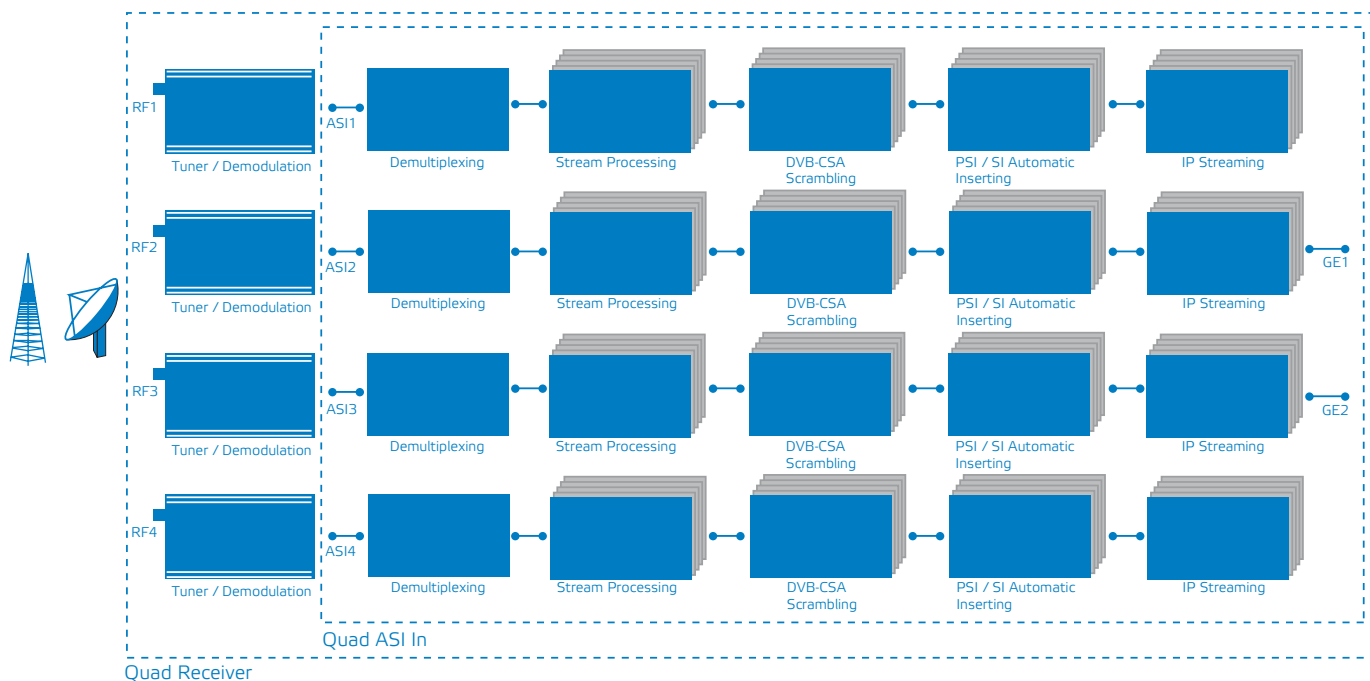 RF1
Tuner / Demodulation
ASI1
Demultiplexing
Stream Processing
DVB-CSA
Scrambling
PSI / SI Automatic
Inserting
IP Streaming
RF2
Tuner / Demodulation
ASI2
Demultiplexing
Stream Processing
DVB-CSA
Scrambling
PSI / SI Automatic
Inserting
IP Streaming
GE1
RF3
Tuner / Demodulation
ASI3
Demultiplexing
Stream Processing
DVB-CSA
Scrambling
PSI / SI Automatic
Inserting
IP Streaming
GE2
RF4
Tuner / Demodulation
ASI4
Demultiplexing
Stream Processing
DVB-CSA
Scrambling
PSI / SI Automatic
Inserting
IP Streaming
Quad ASI In
Quad Receiver